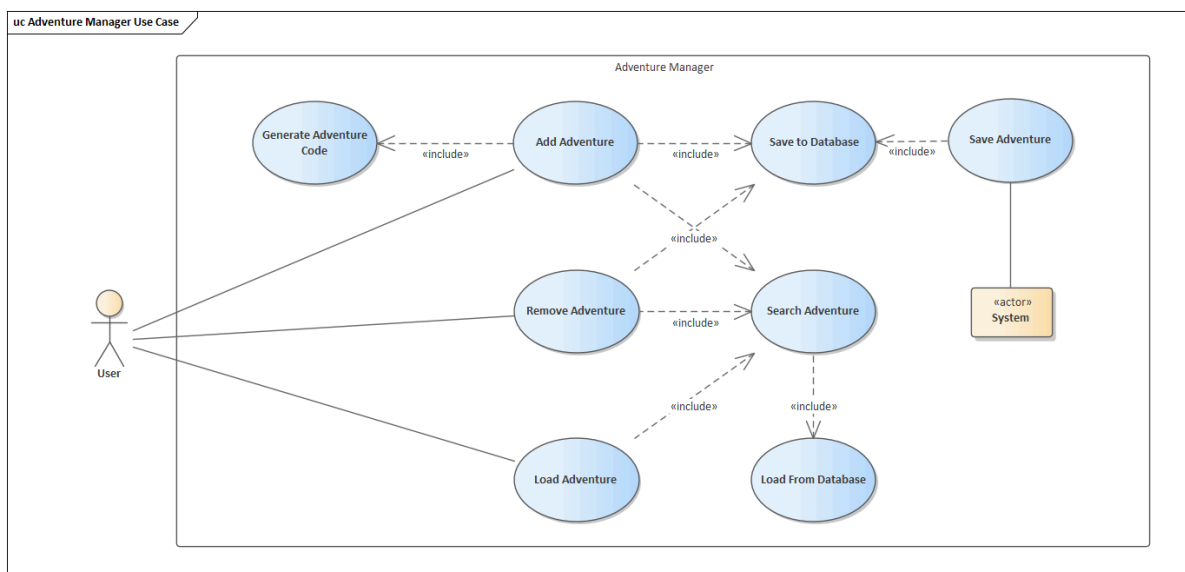 uc Adventure Manager Use Case
Adventure Manager
Generate Adventure
Code
«include»
Add Adventure
«include»
Save to Database
«include»
Save Adventure
«include»
Remove Adventure
«include»
Search Adventure
«actor»
System
User
«include»
«include»
Load Adventure
Load From Database